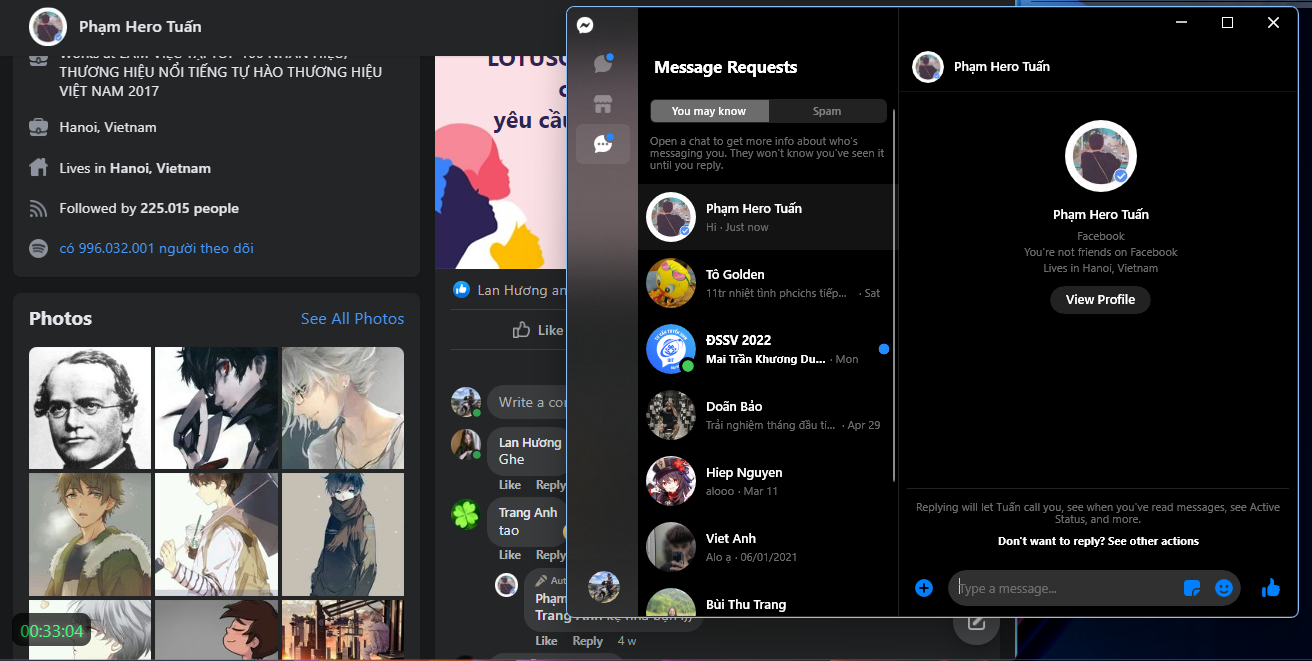 Phạm Hero Tuấn
THƯƠNG HIỆU NỔI TIẾNG TỰ HÀO THƯƠNG HIỆU
VIỆT NAM 2017
Hanoi, Vietnam
Lives in Hanoi, Vietnam
Followed by 225.015 people
có 996.032.001 người theo dõi
Photos
See All Photos
00:33:04
yêu cầu
Lan Hương an
Like
Write a co
Lan Hương
Ghe
Like Reply
Trang Anh
tao
Like Reply
Aut
Phạm
Trang Anh kệ như bạn !))
Like Reply 4 w
Message Requests
You may know
Spam
Open a chat to get more info about who's
messaging you. They won't know you've seen it
until you reply.
Phạm Hero Tuấn
Hi · Just now
Tô Golden
11tr nhiệt tình phcichs tiếp... · Sat
ĐSSV 2022
Mai Trần Khương Du... · Mon
Doãn Bảo
Trải nghiệm tháng đầu ti... · Apr 29
Hiep Nguyen
alooo · Mar 11
Viet Anh
Alo ạ · 06/01/2021
Bùi Thu Trang
Phạm Hero Tuấn
Phạm Hero Tuấn
Facebook
You're not friends on Facebook
Lives in Hanoi, Vietnam
View Profile
Replying will let Tuấn call you, see when you've read messages, see Active
Status, and more.
Don't want to reply? See other actions
Type a message...